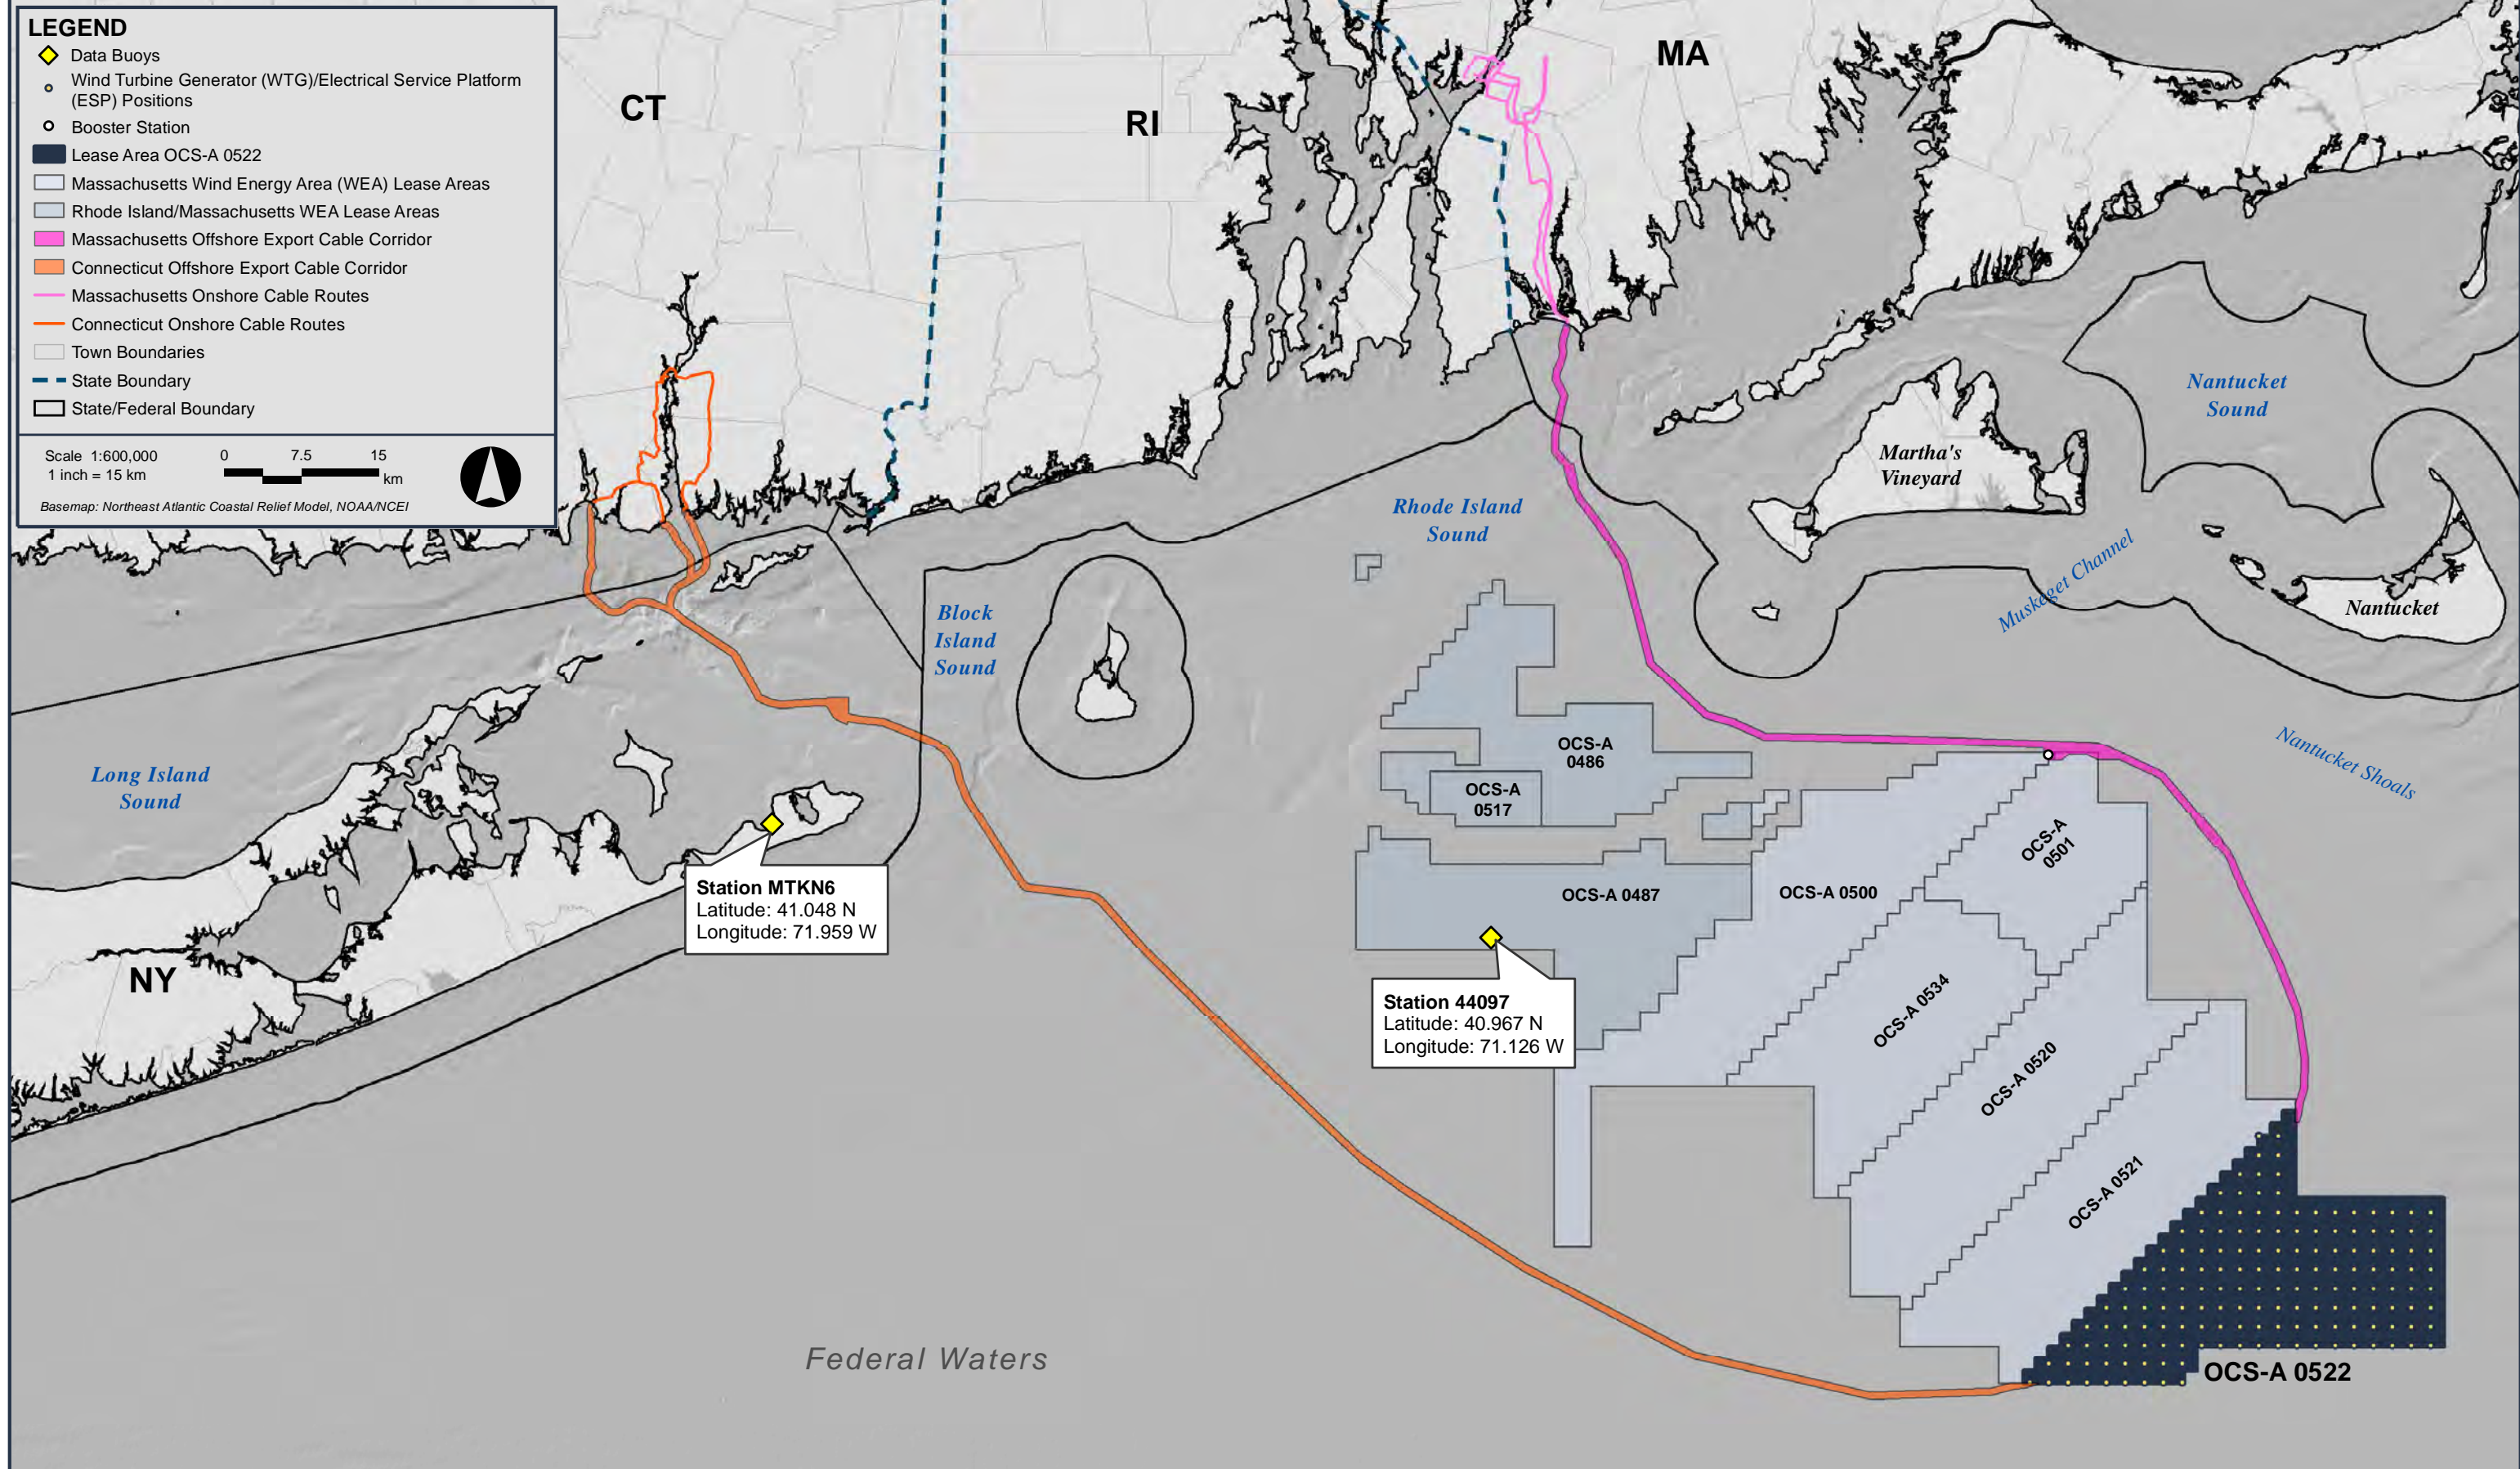 LEGEND
Data Buoys
Wind Turbine Generator (WTG)/Electrical Service Platform
(ESP) Positions
Booster Station
Lease Area OCS-A 0522
Massachusetts Wind Energy Area (WEA) Lease Areas
Rhode Island/Massachusetts WEA Lease Areas
Massachusetts Offshore Export Cable Corridor
Connecticut Offshore Export Cable Corridor
Massachusetts Onshore Cable Routes
Connecticut Onshore Cable Routes
Town Boundaries
State Boundary
State/Federal Boundary
Scale 1:600,000
1 inch = 15 km
0 7.5 15
km
Basemap: Northeast Atlantic Coastal Relief Model, NOAA/NCEI
CT
RI
MA
Nantucket
Sound
Martha's
Vineyard
Rhode Island
Sound
Muskeget Channel
Nantucket
Block
Island
Sound
Nantucket Shoals
Long Island
Sound
OCS-A
0486
OCS-A
0517
OCS-A
0501
OCS-A 0487
OCS-A 0500
Station MTKN6
Latitude: 41.048 N
Longitude: 71.959 W
NY
Station 44097
Latitude: 40.967 N
Longitude: 71.126 W
OCS-A 0534
OCS-A 0520
OCS-A 0521
Federal Waters
OCS-A 0522